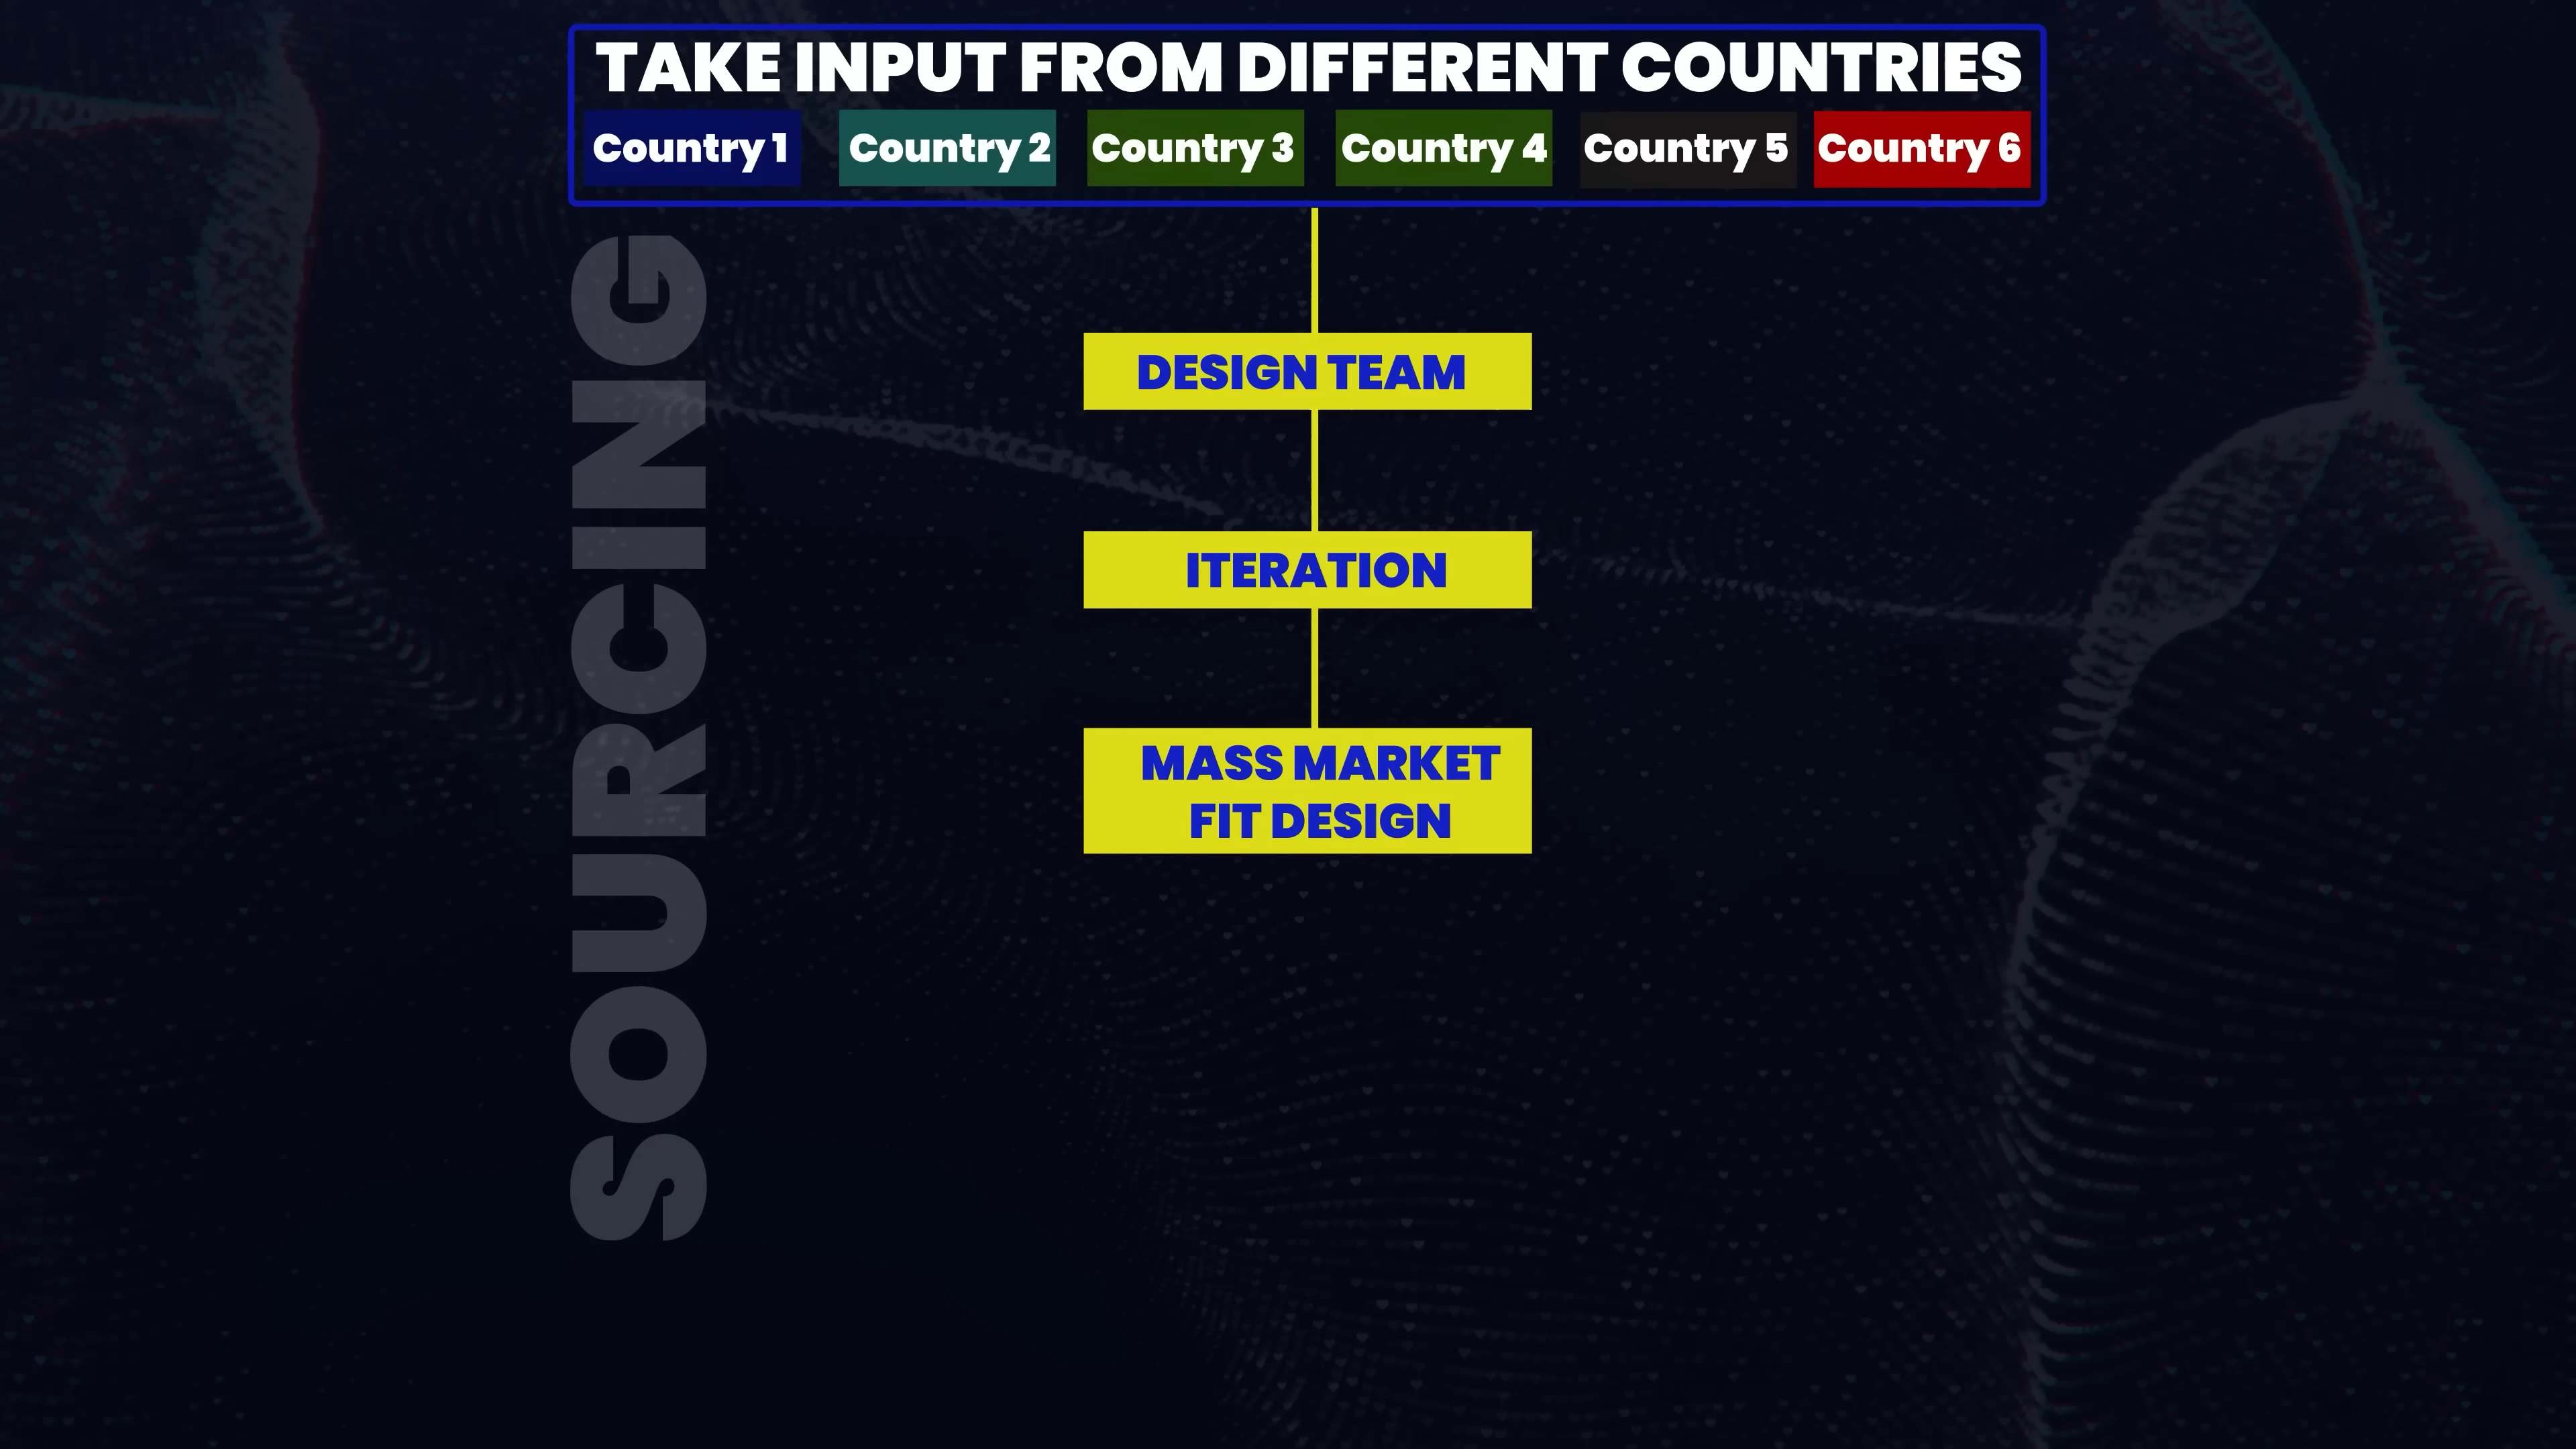 TAKE INPUT FROM DIFFERENT COUNTRIES
Country 1
Country 2
Country 3
Country 4
Country 5
Country 6
SOURCING
DESIGN TEAM
ITERATION
MASS MARKET
FIT DESIGN